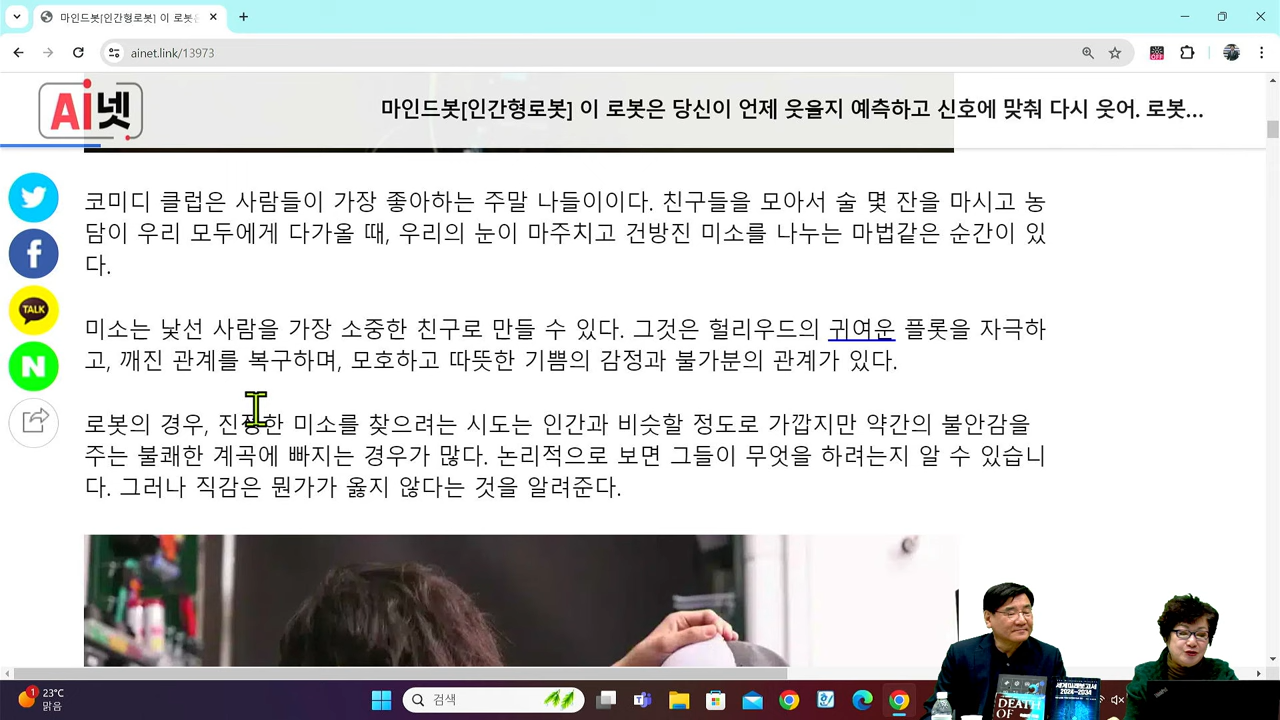 마인드봇[인간형로봇] 이 로봇은
ainet.link/13973
OFF
Ai넷
마인드봇[인간형로봇] 이 로봇은 당신이 언제 웃을지 예측하고 신호에 맞춰 다시 웃어. 로봇...
코미디 클럽은 사람들이 가장 좋아하는 주말 나들이이다. 친구들을 모아서 술 몇 잔을 마시고 농
담이 우리 모두에게 다가올 때, 우리의 눈이 마주치고 건방진 미소를 나누는 마법같은 순간이 있
다.
미소는 낯선 사람을 가장 소중한 친구로 만들 수 있다. 그것은 헐리우드의 귀여운 플롯을 자극하
고, 깨진 관계를 복구하며, 모호하고 따뜻한 기쁨의 감정과 불가분의 관계가 있다.
로봇의 경우, 진정한 미소를 찾으려는 시도는 인간과 비슷할 정도로 가깝지만 약간의 불안감을
주는 불쾌한 계곡에 빠지는 경우가 많다. 논리적으로 보면 그들이 무엇을 하려는지 알 수 있습니
다. 그러나 직감은 뭔가가 옳지 않다는 것을 알려준다.
TALK
N
1
23°C
맑음
검색
DEATH
OF
세계미래보고서
2024-2034